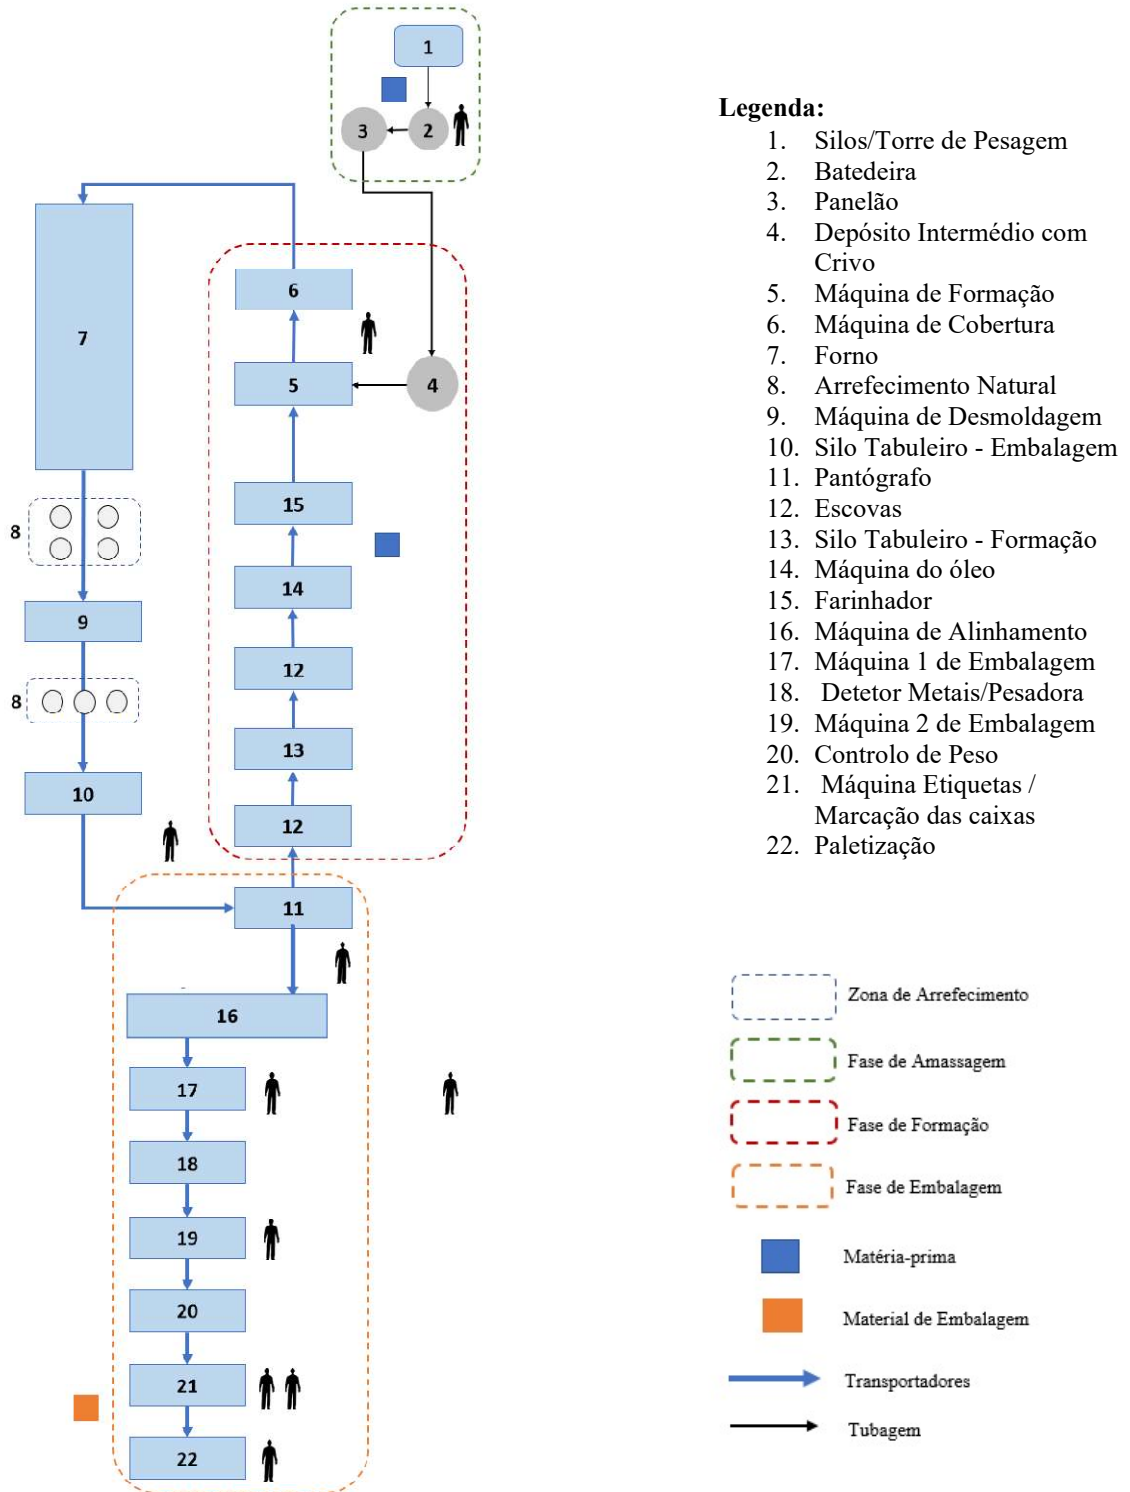 1
3
2
6
7
5
4
15
8
14
9
12
8
13
10
12
11
16
17
18
19
20
21
22
Legenda:
1. Silos/Torre de Pesagem
2. Batedeira
3. Panelão
4. Depósito Intermédio com
Crivo
5. Máquina de Formação
6. Máquina de Cobertura
7. Forno
8. Arrefecimento Natural
9. Máquina de Desmoldagem
10. Silo Tabuleiro - Embalagem
11. Pantógrafo
12. Escovas
13. Silo Tabuleiro - Formação
14. Máquina do óleo
15. Farinhador
16. Máquina de Alinhamento
17. Máquina 1 de Embalagem
18. Detetor Metais/Pesadora
19. Máquina 2 de Embalagem
20. Controlo de Peso
21. Máquina Etiquetas /
Marcação das caixas
22. Paletização
Zona de Arrefecimento
Fase de Amassagem
Fase de Formação
Fase de Embalagem
Matéria-prima
Material de Embalagem
Transportadores
Tubagem